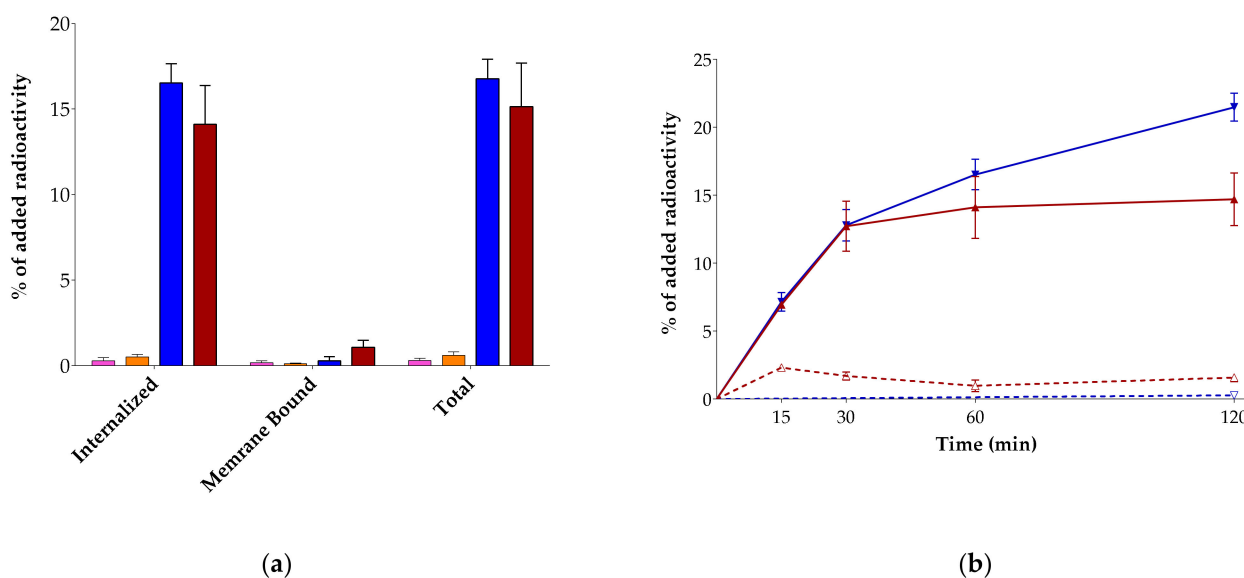 % of added radioactivity
20
15
10
5
0
Internalized
Memrane Bound
Total
(a)
% of added radioactivity
25
20
15
10
5
0
15 30 60 120
Time (min)
(b)